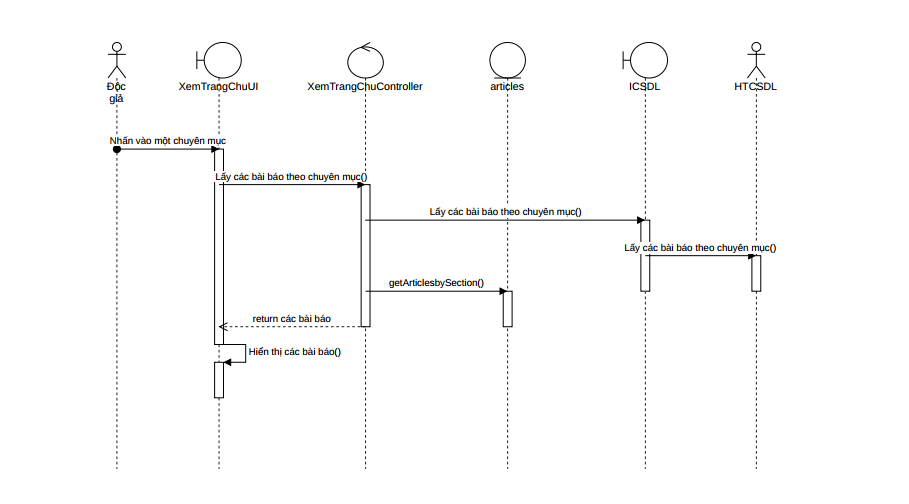 Độc
giả
XemTrangChuUI
XemTrangChuController
articles
ICSDL
HTCSDL
Nhấn vào một chuyên mục
Lấy các bài báo theo chuyên mục()
Lấy các bài báo theo chuyên mục()
Lấy các bài báo theo chuyên mục()
getArticlesbySection()
return các bài báo
Hiển thị các bài báo()